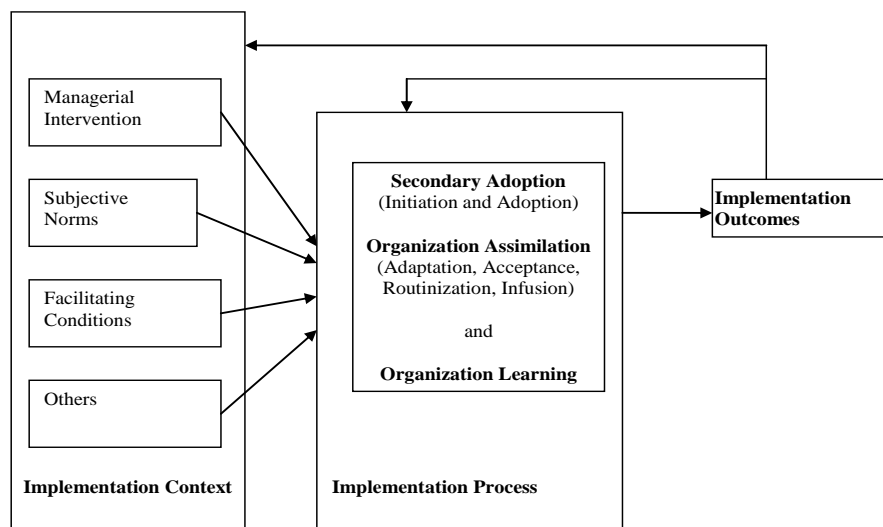 Managerial
Intervention
Subjective
Norms
Facilitating
Conditions
Others
Implementation Context
Secondary Adoption
(Initiation and Adoption)
Organization Assimilation
(Adaptation, Acceptance,
Routinization, Infusion)
and
Organization Learning
Implementation Process
Implementation
Outcomes